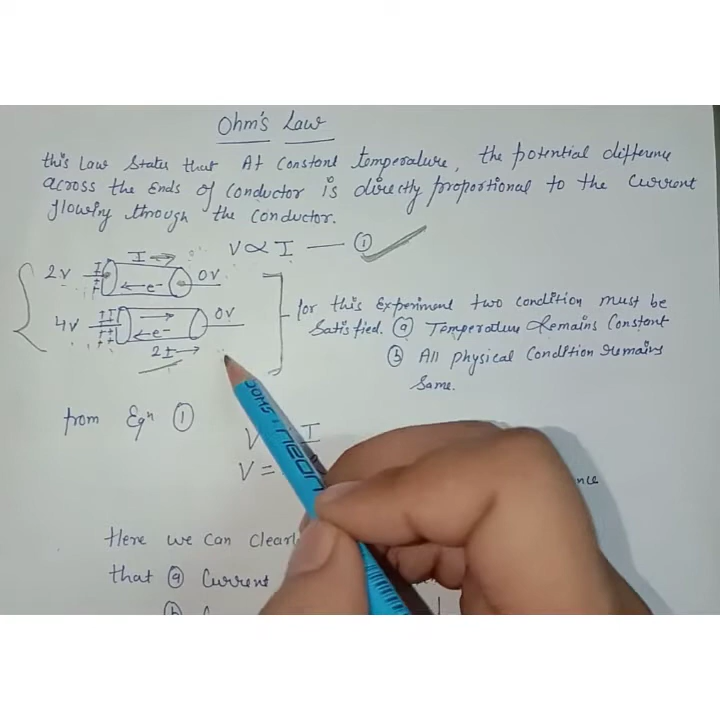 Ohm's Law
this Law States that At Constant temperature, the potential difference
across the Ends of Conductor is directly proportional to the Current
flowing through the conductor.
V ∝ I — ①
I →
2V
0V
← e-
4V
0V
← e-
2I →
for this Experiment two condition must be
Satisfied. ⓐ Temperature Remains Constant
ⓑ All physical Condition Remains
Same.
from Eqⁿ ①
V I
V =
nce
Here we can Clearl
that ⓐ Current
ⓑ
ROOMS: neon